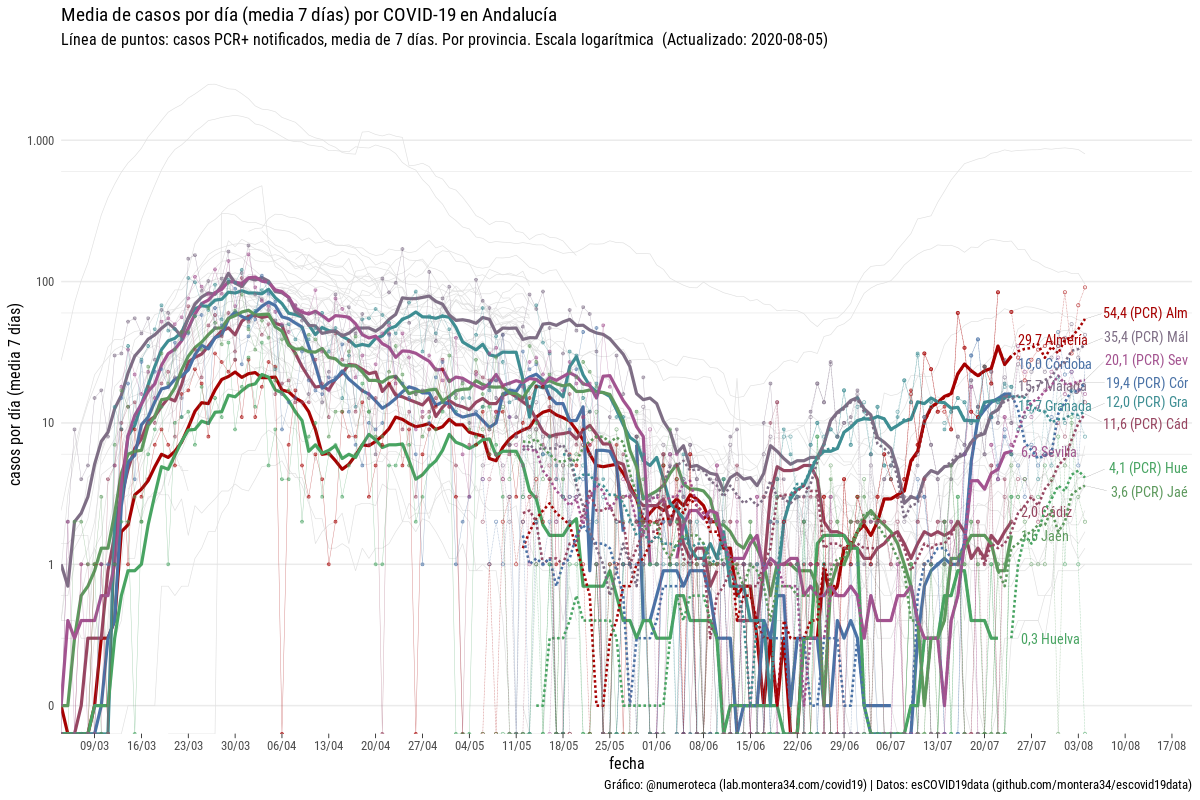 Media de casos por día (media 7 días) por COVID-19 en Andalucía
Línea de puntos: casos PCR+ notificados, media de 7 días. Por provincia. Escala logarítmica (Actualizado: 2020-08-05)
casos por día (media 7 días)
1.000
100
10
1
0
54,4 (PCR) Alm
29,7 Almería
35,4 (PCR) Mál
20,1 (PCR) Sev
16,0 Córdoba
19,4 (PCR) Cór
15,7 Málaga
12,0 (PCR) Gra
15,7 Granada
11,6 (PCR) Cád
6,3 Sevilla
4,1 (PCR) Hue
3,6 (PCR) Jaé
2,0 Cádiz
1,6 Jaén
0,3 Huelva
09/03 16/03 23/03 30/03 06/04 13/04 20/04 27/04 04/05 11/05 18/05 25/05 01/06 08/06 15/06 22/06 29/06 06/07 13/07 20/07 27/07 03/08 10/08 17/08
fecha
Gráfico: @numeroteca (lab.montera34.com/covid19) | Datos: esCOVID19data (github.com/montera34/escovid19data)